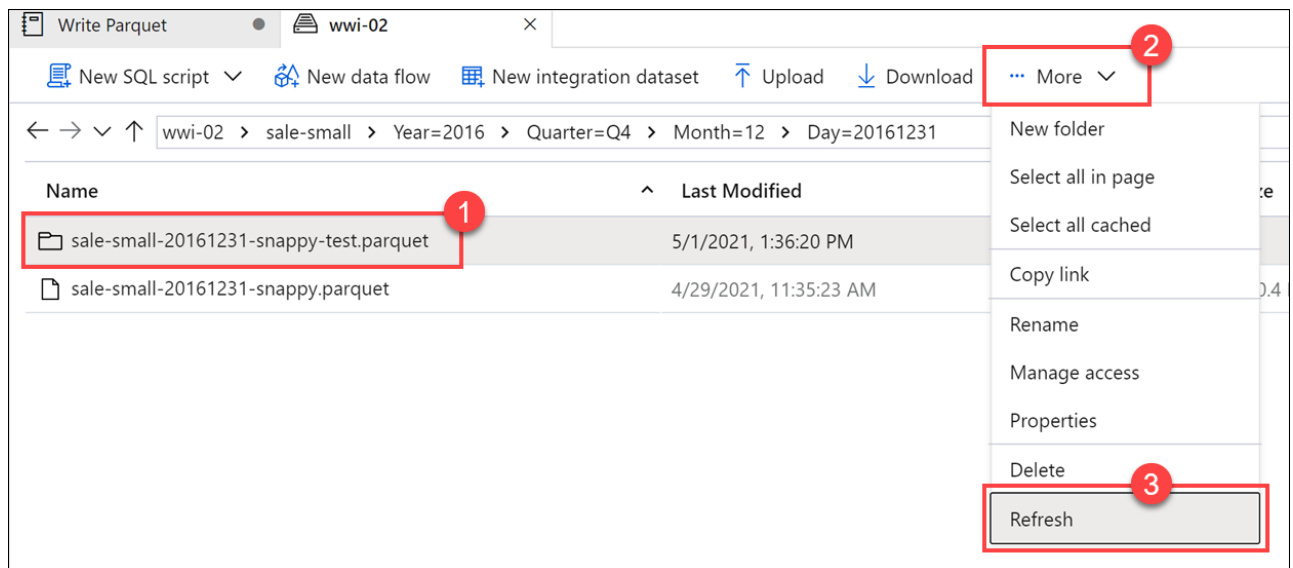 Write Parquet wwi-02
2
New SQL script New data flow New integration dataset Upload Download ... More
wwi-02 > sale-small > Year=2016 > Quarter=Q4 > Month=12 > Day=20161231
New folder
Select all in page
Name Last Modified
Select all cached
1
sale-small-20161231-snappy-test.parquet 5/1/2021, 1:36:20 PM
Copy link
sale-small-20161231-snappy.parquet 4/29/2021, 11:35:23 AM
Rename
Manage access
Properties
Delete
3
Refresh